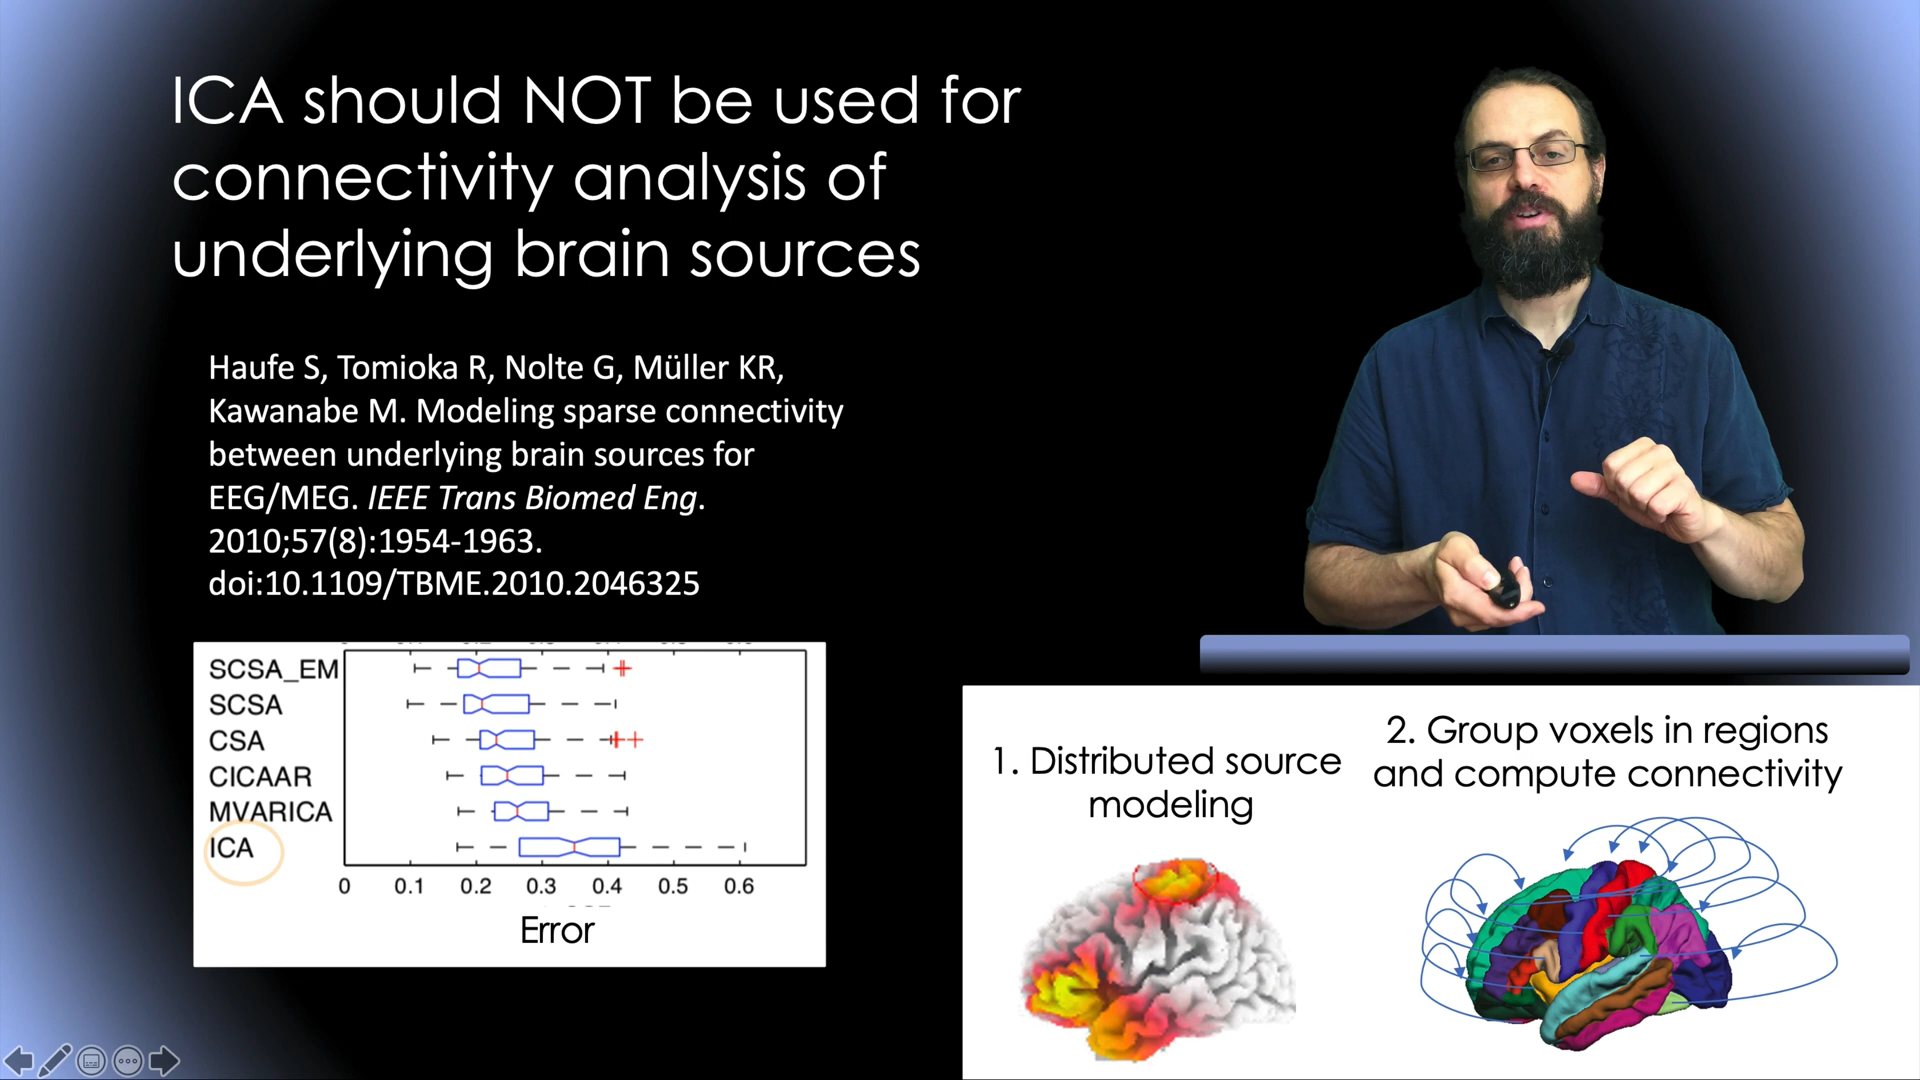 ICA should NOT be used for
connectivity analysis of
underlying brain sources
Haufe S, Tomioka R, Nolte G, Müller KR,
Kawanabe M. Modeling sparse connectivity
between underlying brain sources for
EEG/MEG. IEEE Trans Biomed Eng.
2010;57(8):1954-1963.
doi:10.1109/TBME.2010.2046325
SCSA_EM
SCSA
CSA
CICAAR
MVARICA
ICA
0 0.1 0.2 0.3 0.4 0.5 0.6
Error
1. Distributed source
modeling
2. Group voxels in regions
and compute connectivity